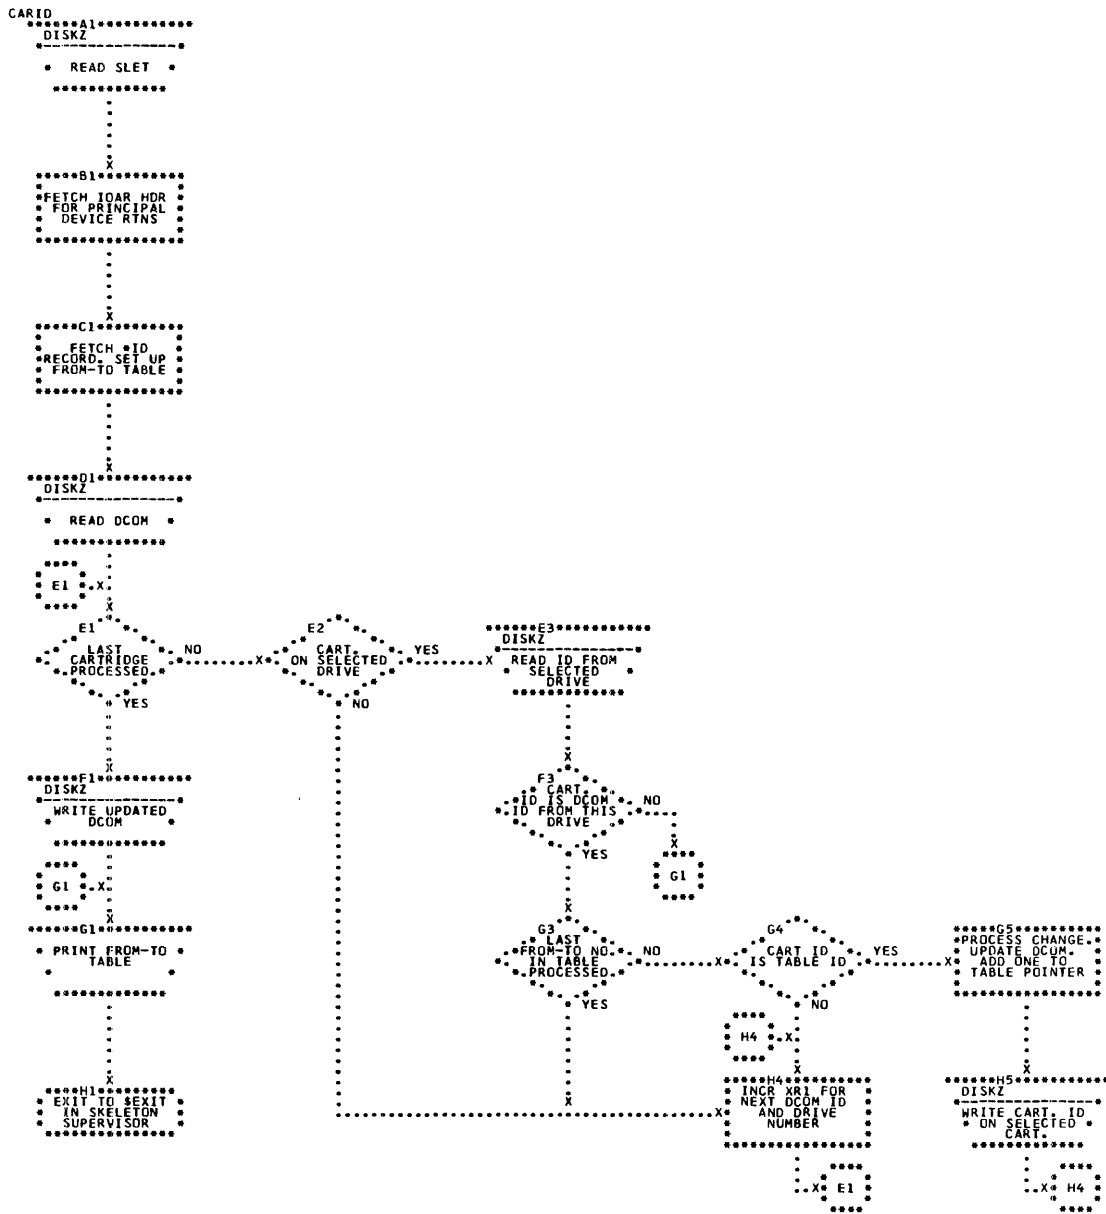 CARID
A1
DISKZ
READ SLET
B1
FETCH IOAR HDR
FOR PRINCIPAL
DEVICE RTNS
C1
FETCH *ID
RECORD. SET UP
FROM-TO TABLE
D1
DISKZ
READ DCOM
E1
E1
LAST
CARTRIDGE
PROCESSED
NO
YES
E2
CART.
ON SELECTED
DRIVE
YES
NO
E3
DISKZ
READ ID FROM
SELECTED
DRIVE
F1
DISKZ
WRITE UPDATED
DCOM
F3
CART.
ID IS DCOM
ID FROM THIS
DRIVE
NO
YES
G1
G1
G1
PRINT FROM-TO
TABLE
G3
LAST
FROM-TO NO.
IN TABLE
PROCESSED
NO
YES
G4
CART ID
IS TABLE ID
YES
NO
G5
PROCESS CHANGE.
UPDATE DCOM.
ADD ONE TO
TABLE POINTER
H4
H1
EXIT TO $EXIT
IN SKELETON
SUPERVISOR
H4
INCR XR1 FOR
NEXT DCOM ID
AND DRIVE
NUMBER
H5
DISKZ
WRITE CART. ID
ON SELECTED
CART.
E1
H4